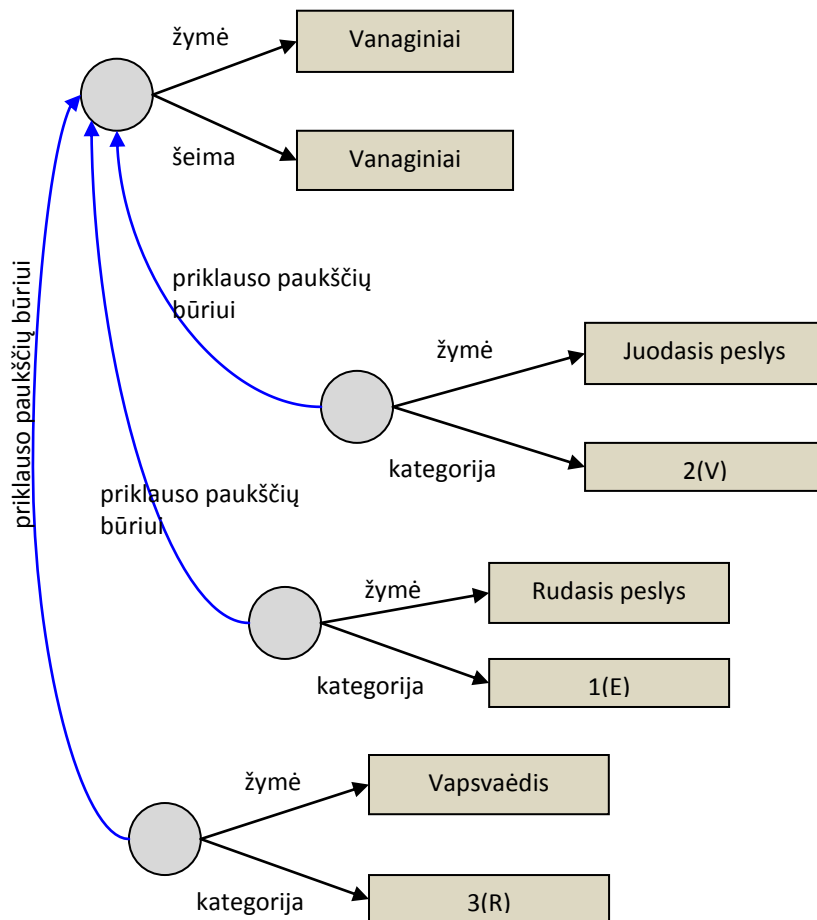 žymė
Vanaginiai
šeima
Vanaginiai
priklauso paukščių būriui
priklauso paukščių
būriui
žymė
Juodasis peslys
kategorija
2(V)
priklauso paukščių
būriui
žymė
Rudasis peslys
kategorija
1(E)
žymė
Vapsvaėdis
kategorija
3(R)